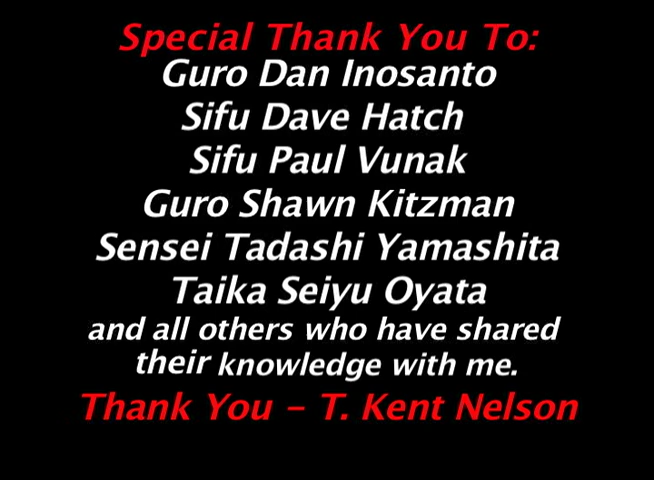 Special Thank You To:
Guro Dan Inosanto
Sifu Dave Hatch
Sifu Paul Vunak
Guro Shawn Kitzman
Sensei Tadashi Yamashita
Taika Seiyu Oyata
and all others who have shared
their knowledge with me.
Thank You - T. Kent Nelson